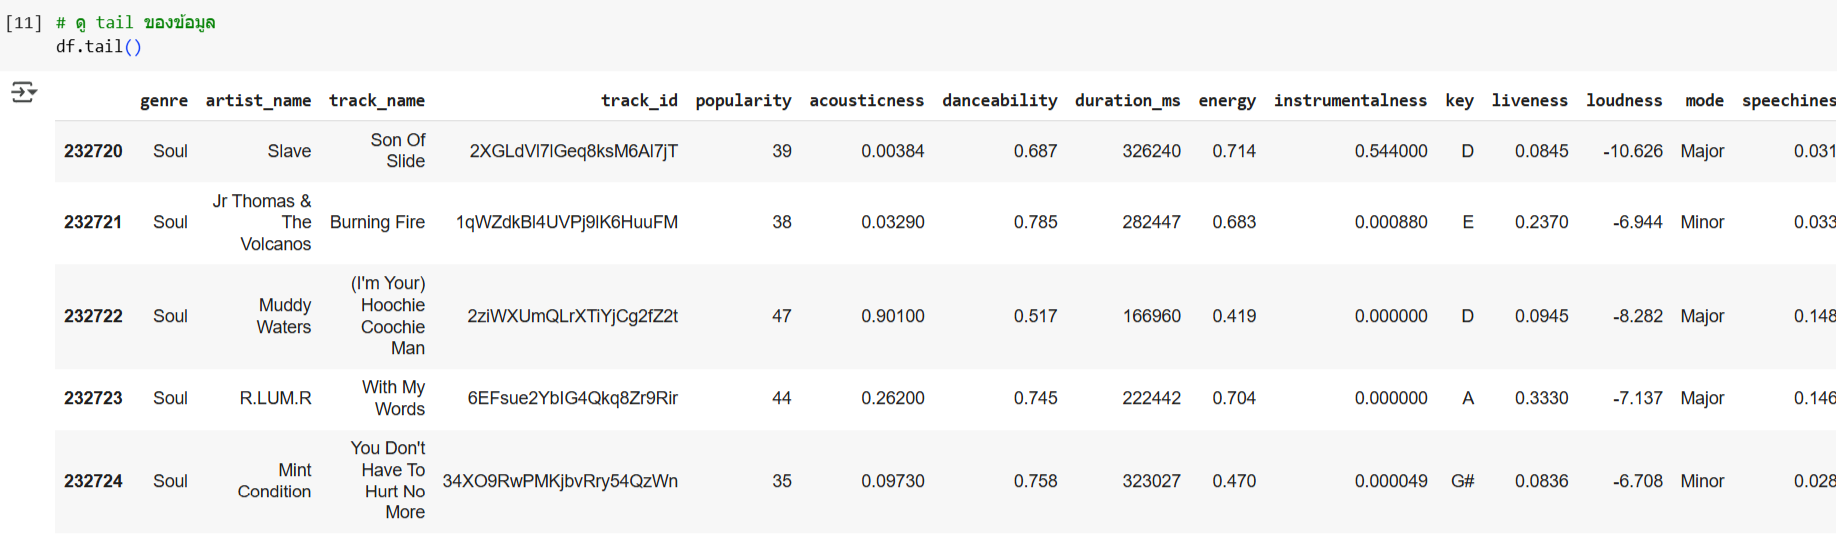 [11] # ดู tail ของข้อมูล
df.tail()
genre artist_name track_name track_id popularity acousticness danceability duration_ms energy instrumentalness key liveness loudness mode speechines
232720 Soul Slave Son Of Slide 2XGLdVl7lGeq8ksM6Al7jT 39 0.00384 0.687 326240 0.714 0.544000 D 0.0845 -10.626 Major 0.031
232721 Soul Jr Thomas & The Volcanos Burning Fire 1qWZdkBl4UVPj9lK6HuuFM 38 0.03290 0.785 282447 0.683 0.000880 E 0.2370 -6.944 Minor 0.033
232722 Soul Muddy Waters (I'm Your) Hoochie Coochie Man 2ziWXUmQLrXTiYjCg2fZ2t 47 0.90100 0.517 166960 0.419 0.000000 D 0.0945 -8.282 Major 0.148
232723 Soul R.LUM.R With My Words 6EFsue2YbIG4Qkq8Zr9Rir 44 0.26200 0.745 222442 0.704 0.000000 A 0.3330 -7.137 Major 0.146
232724 Soul Mint Condition You Don't Have To Hurt No More 34XO9RwPMKjbvRry54QzWn 35 0.09730 0.758 323027 0.470 0.000049 G# 0.0836 -6.708 Minor 0.028